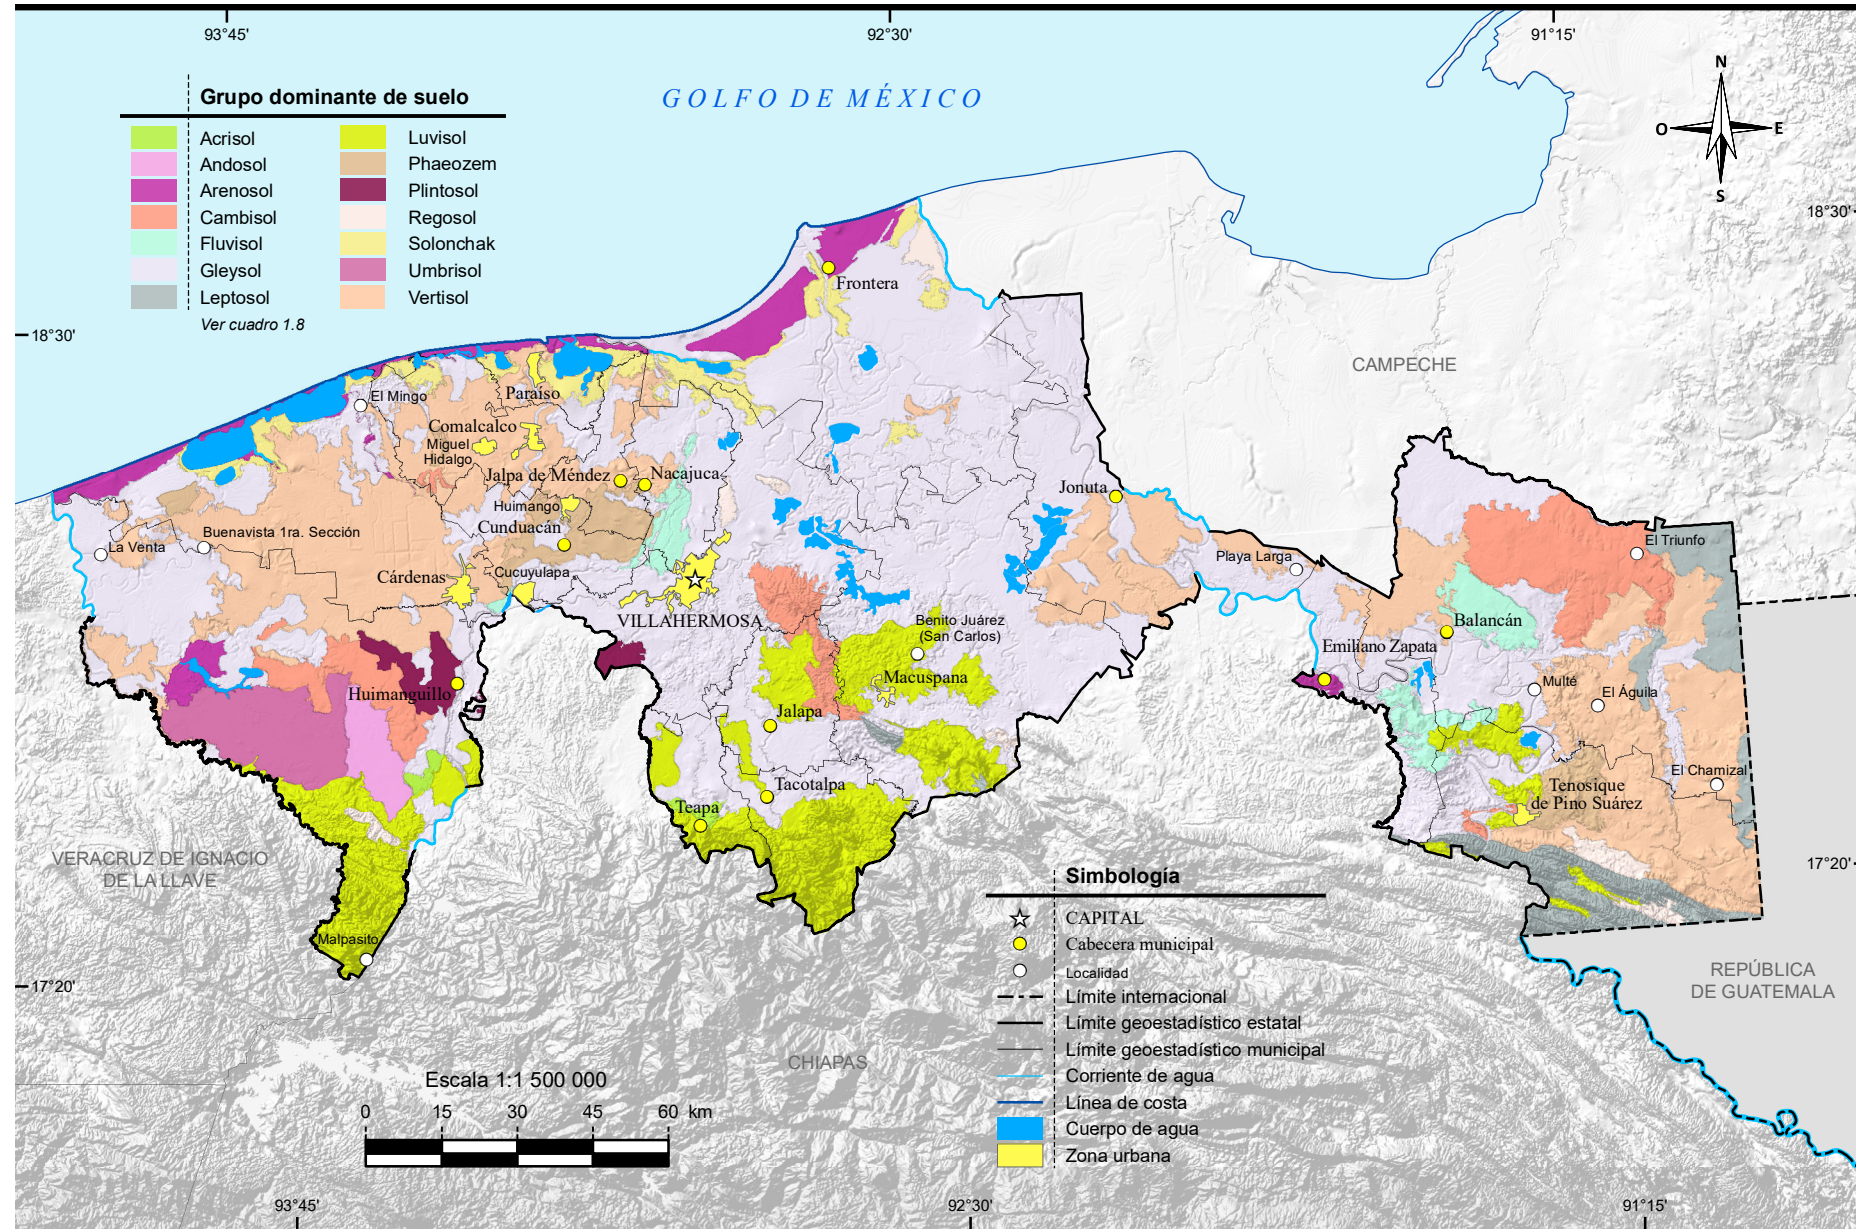 93°45'
92°30'
91°15'
Grupo dominante de suelo
Acrisol
Andosol
Arenosol
Cambisol
Fluvisol
Gleysol
Leptosol
Luvisol
Phaeozem
Plintosol
Regosol
Solonchak
Umbrisol
Vertisol
Ver cuadro 1.8
GOLFO DE MÉXICO
N
O
E
S
18°30'
18°30'
Frontera
CAMPECHE
El Mingo
Paraíso
Comalcalco
Miguel
Hidalgo
Jalpa de Méndez
Nacajuca
Huimango
Cunduacán
Jonuta
Buenavista 1ra. Sección
La Venta
Cárdenas
Cucuyulapa
VILLAHERMOSA
Benito Juárez
(San Carlos)
Macuspana
Playa Larga
El Triunfo
Balancán
Emiliano Zapata
Multé
El Águila
Huimanguillo
Jalapa
Tacotalpa
Teapa
El Chamizal
Tenosique
de Pino Suárez
VERACRUZ DE IGNACIO
DE LA LLAVE
Malpasito
17°20'
17°20'
CHIAPAS
REPÚBLICA
DE GUATEMALA
Simbología
CAPITAL
Cabecera municipal
Localidad
Límite internacional
Límite geoestadístico estatal
Límite geoestadístico municipal
Corriente de agua
Línea de costa
Cuerpo de agua
Zona urbana
Escala 1:1 500 000
0 15 30 45 60 km
93°45'
92°30'
91°15'